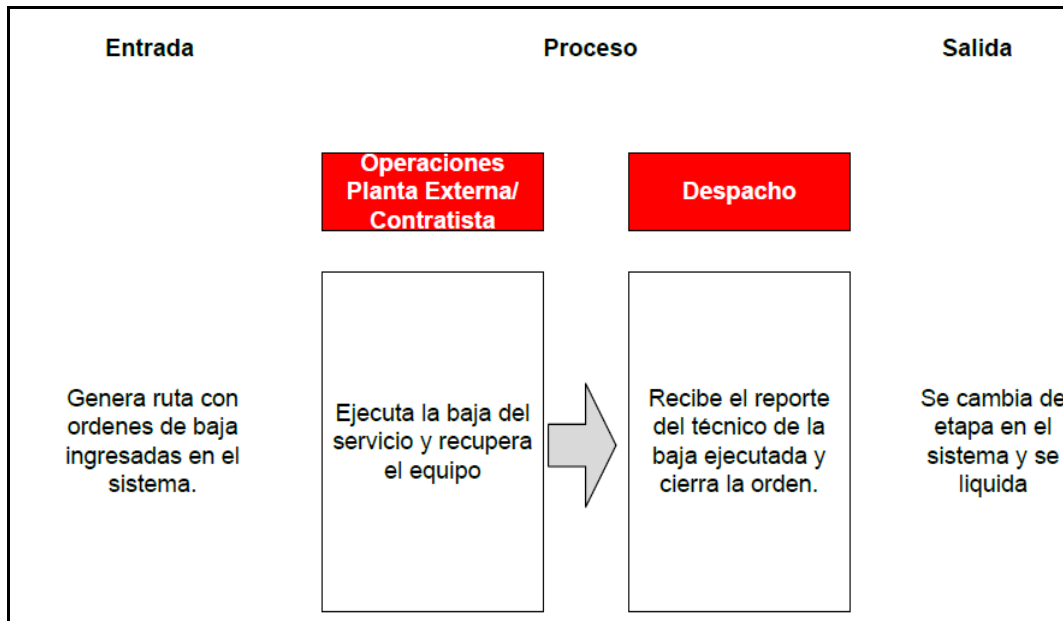 Entrada
Proceso
Salida
Operaciones
Planta Externa/
Contratista
Despacho
Genera ruta con
ordenes de baja
ingresadas en el
sistema.
Ejecuta la baja del
servicio y recupera
el equipo
Recibe el reporte
del técnico de la
baja ejecutada y
cierra la orden.
Se cambia de
etapa en el
sistema y se
liquida